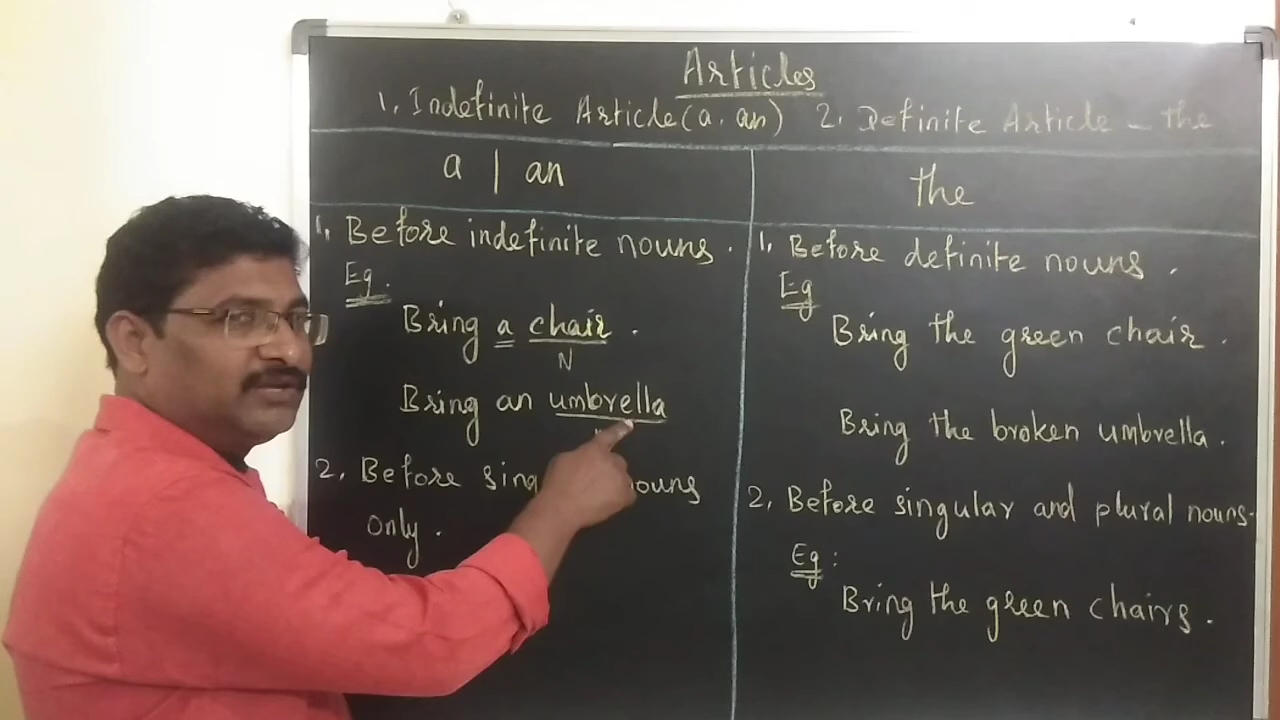 Articles
1. Indefinite Article (a, an) 2. Definite Article - the
a | an
1. Before indefinite nouns.
Eg.
Bring a chair.
N
Bring an umbrella
2. Before nouns
only.
the
1. Before definite nouns.
Eg
Bring the green chair.
Bring the broken umbrella.
2. Before singular and plural nouns.
Eg:
Bring the green chairs.